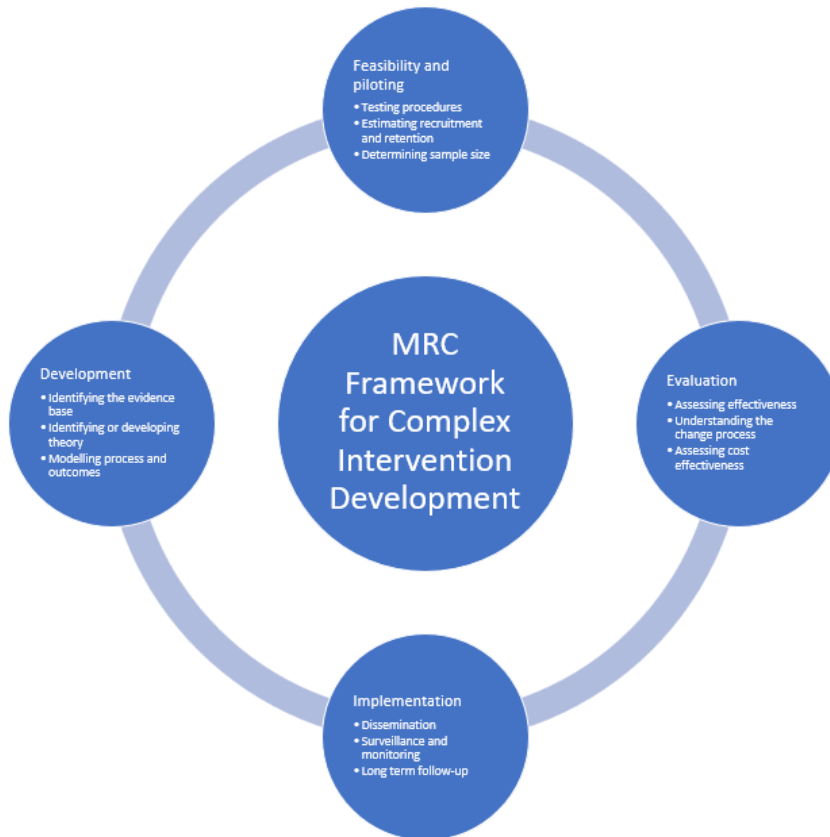 Feasibility and
piloting
• Testing procedures
• Estimating recruitment
and retention
• Determining sample size
Development
• Identifying the evidence
base
• Identifying or developing
theory
• Modelling process and
outcomes
MRC
Framework
for Complex
Intervention
Development
Evaluation
• Assessing effectiveness
• Understanding the
change process
• Assessing cost
effectiveness
Implementation
• Dissemination
• Surveillance and
monitoring
• Long term follow-up